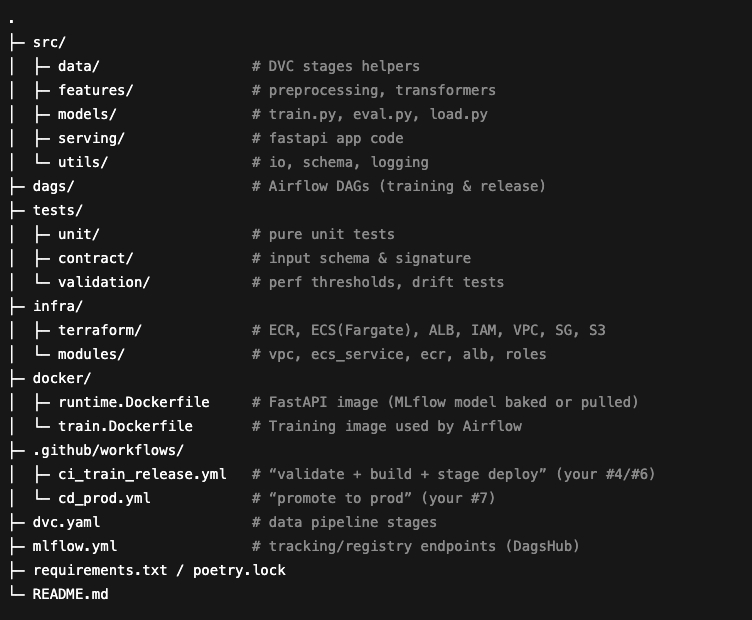 .
├─ src/
│  ├─ data/                  # DVC stages helpers
│  ├─ features/              # preprocessing, transformers
│  ├─ models/                # train.py, eval.py, load.py
│  ├─ serving/               # fastapi app code
│  └─ utils/                 # io, schema, logging
├─ dags/                     # Airflow DAGs (training & release)
├─ tests/
│  ├─ unit/                  # pure unit tests
│  ├─ contract/              # input schema & signature
│  └─ validation/            # perf thresholds, drift tests
├─ infra/
│  ├─ terraform/             # ECR, ECS(Fargate), ALB, IAM, VPC, SG, S3
│  └─ modules/               # vpc, ecs_service, ecr, alb, roles
├─ docker/
│  ├─ runtime.Dockerfile     # FastAPI image (MLflow model baked or pulled)
│  └─ train.Dockerfile       # Training image used by Airflow
├─ .github/workflows/
│  ├─ ci_train_release.yml   # “validate + build + stage deploy” (your #4/#6)
│  └─ cd_prod.yml            # “promote to prod” (your #7)
├─ dvc.yaml                  # data pipeline stages
├─ mlflow.yml                # tracking/registry endpoints (DagsHub)
├─ requirements.txt / poetry.lock
└─ README.md